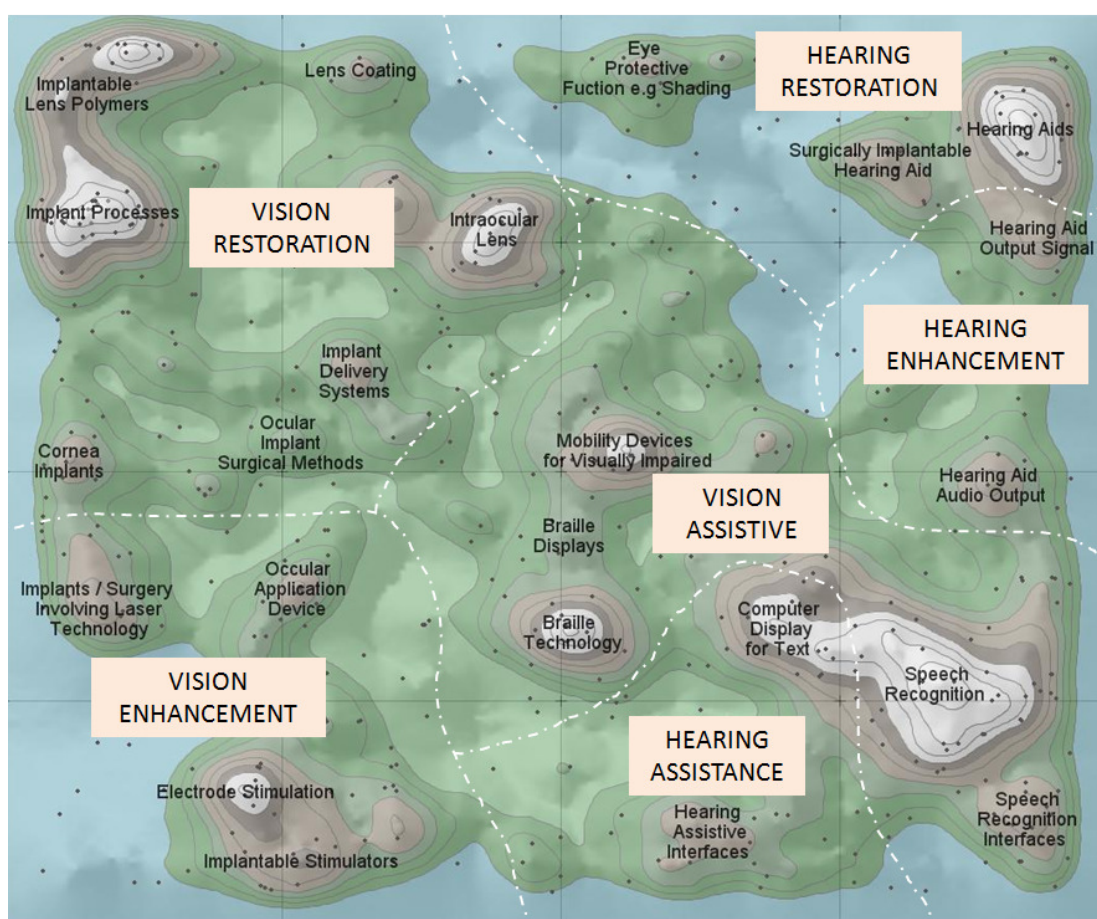 Implantable
Lens Polymers
Lens Coating
Eye
Protective
Fuction e.g Shading
HEARING
RESTORATION
Hearing Aids
Surgically Implantable
Hearing Aid
Implant Processes
VISION
RESTORATION
Intraocular
Lens
Hearing Aid
Output Signal
HEARING
ENHANCEMENT
Implant
Delivery
Systems
Ocular
Implant
Surgical Methods
Cornea
Implants
Mobility Devices
for Visually Impaired
Hearing Aid
Audio Output
VISION
ASSISTIVE
Braille
Displays
Implants / Surgery
Involving Laser
Technology
Occular
Application
Device
Braille
Technology
Computer
Display
for Text
Speech
Recognition
VISION
ENHANCEMENT
HEARING
ASSISTANCE
Electrode Stimulation
Implantable Stimulators
Hearing
Assistive
Interfaces
Speech
Recognition
Interfaces